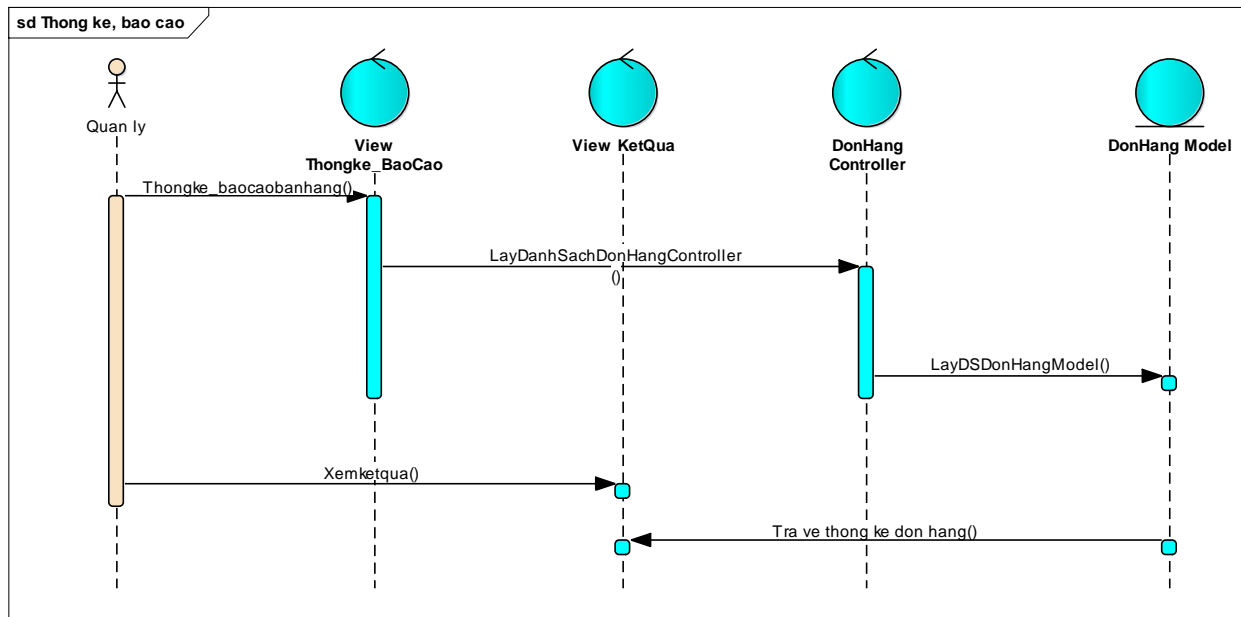 sd Thong ke, bao cao
Quan ly
View
Thongke_BaoCao
View KetQua
DonHang
Controller
DonHang Model
Thongke_baocaobanhang()
LayDanhSachDonHangController
()
LayDSDonHangModel()
Xemketqua()
Tra ve thong ke don hang()